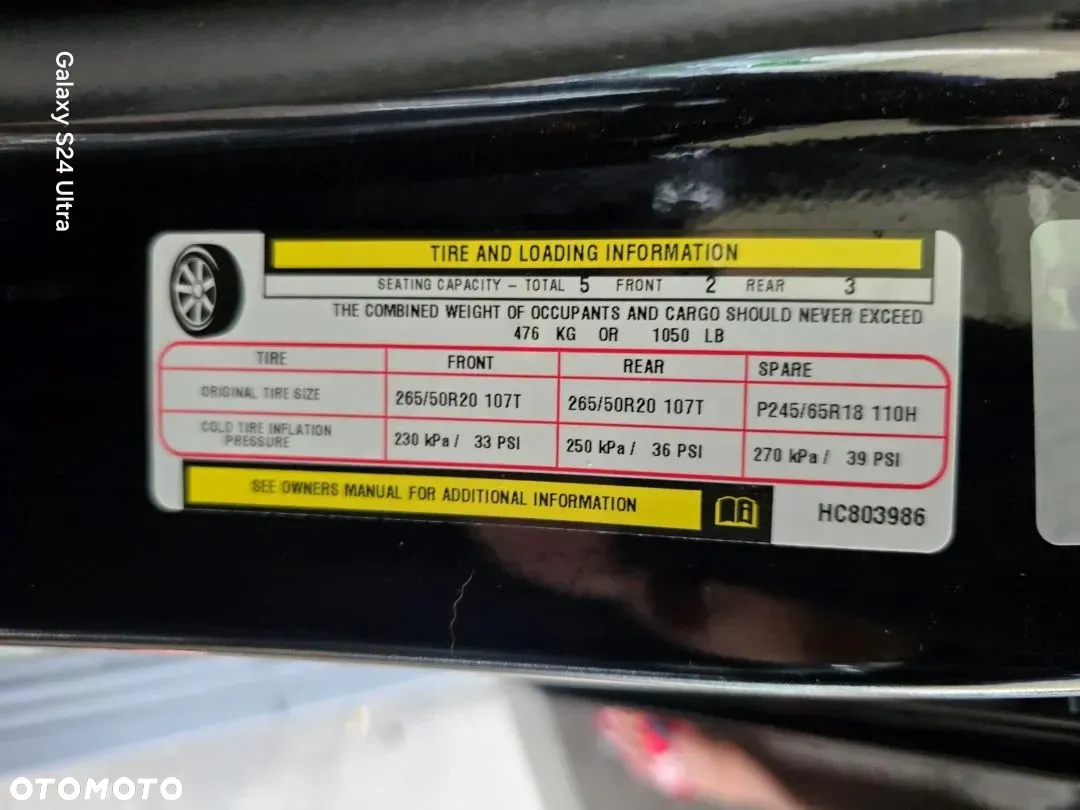 Galaxy S24 Ultra
TIRE AND LOADING INFORMATION
SEATING CAPACITY – TOTAL 5 FRONT 2 REAR 3
THE COMBINED WEIGHT OF OCCUPANTS AND CARGO SHOULD NEVER EXCEED
476 KG OR 1050 LB
TIRE FRONT REAR SPARE
ORIGINAL TIRE SIZE 265/50R20 107T 265/50R20 107T P245/65R18 110H
COLD TIRE INFLATION
PRESSURE 230 kPa / 33 PSI 250 kPa / 36 PSI 270 kPa / 39 PSI
SEE OWNERS MANUAL FOR ADDITIONAL INFORMATION
HC803986
OTOMOTO